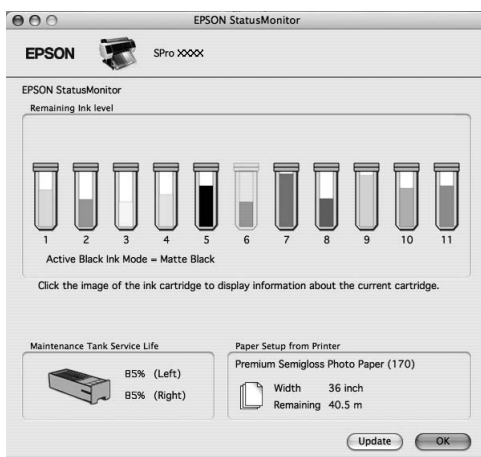 EPSON StatusMonitor
EPSON
SPro XXXX
EPSON StatusMonitor
Remaining Ink level
1 2 3 4 5 6 7 8 9 10 11
Active Black Ink Mode = Matte Black
Click the image of the ink cartridge to display information about the current cartridge.
Maintenance Tank Service Life
85% (Left)
85% (Right)
Paper Setup from Printer
Premium Semigloss Photo Paper (170)
Width 36 inch
Remaining 40.5 m
Update OK